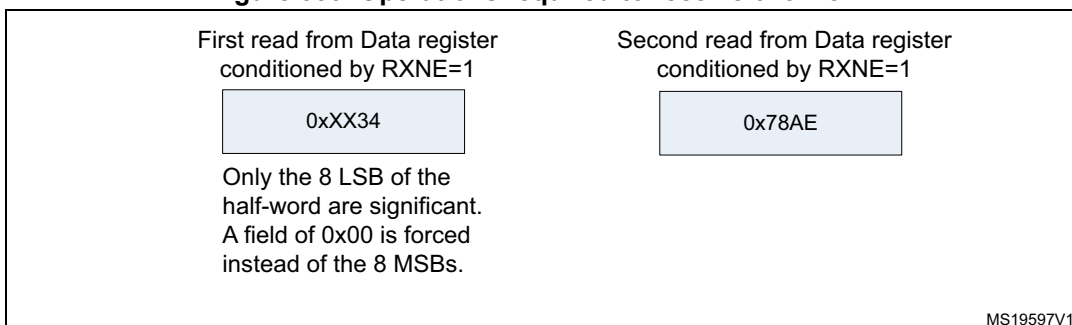 First read from Data register
conditioned by RXNE=1
0xXX34
Only the 8 LSB of the
half-word are significant.
A field of 0x00 is forced
instead of the 8 MSBs.
Second read from Data register
conditioned by RXNE=1
0x78AE
MS19597V1